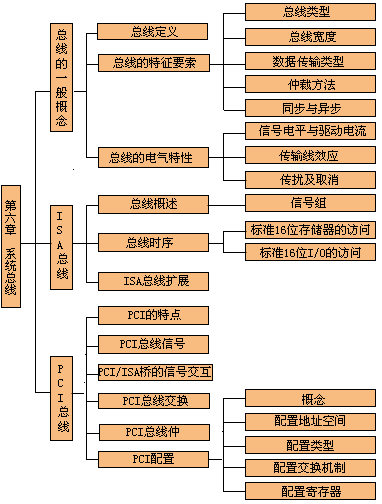 第六章 系统总线
总线的一般概念
总线定义
总线的特征要素
总线类型
总线宽度
数据传输类型
仲裁方法
同步与异步
总线的电气特性
信号电平与驱动电流
传输线效应
传扰及取消
ISA总线
总线概述
信号组
总线时序
标准16位存储器的访问
标准16位I/O的访问
ISA总线扩展
PCI总线
PCI的特点
PCI总线信号
PCI/ISA桥的信号交互
PCI总线交换
PCI总线仲
PCI配置
概念
配置地址空间
配置类型
配置交换机制
配置寄存器